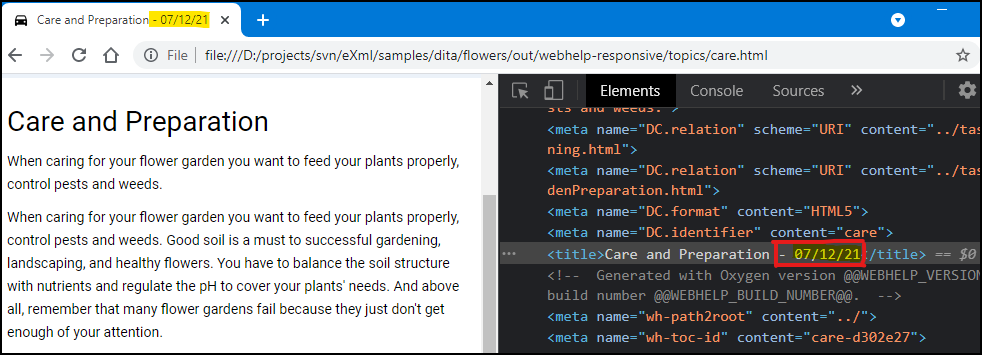 Care and Preparation - 07/12/21
File | file:///D:/projects/svn/eXml/samples/dita/flowers/out/webhelp-responsive/topics/care.html
Care and Preparation
When caring for your flower garden you want to feed your plants properly,
control pests and weeds.
When caring for your flower garden you want to feed your plants properly,
control pests and weeds. Good soil is a must to successful gardening,
landscaping, and healthy flowers. You have to balance the soil structure
with nutrients and regulate the pH to cover your plants' needs. And above
all, remember that many flower gardens fail because they just don't get
enough of your attention.
Elements Console Sources »
sts and weeds.">
<meta name="DC.relation" scheme="URI" content="../tas
ning.html">
<meta name="DC.relation" scheme="URI" content="../tas
denPreparation.html">
<meta name="DC.format" content="HTML5">
<meta name="DC.identifier" content="care">
<title>Care and Preparation - 07/12/21</title> == $0
<!-- Generated with Oxygen version @@WEBHELP_VERSION
build number @@WEBHELP_BUILD_NUMBER@@. -->
<meta name="wh-path2root" content="../">
<meta name="wh-toc-id" content="care-d302e27">